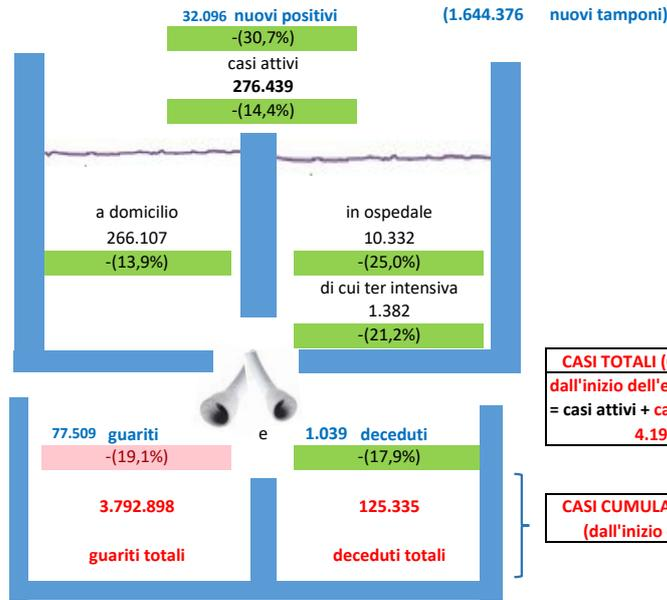 32.096 nuovi positivi (1.644.376 nuovi tamponi)
-(30,7%)
casi attivi
276.439
-(14,4%)
a domicilio
266.107
-(13,9%)
in ospedale
10.332
-(25,0%)
di cui ter intensiva
1.382
-(21,2%)
77.509 guariti
-(19,1%)
e
1.039 deceduti
-(17,9%)
3.792.898
guariti totali
125.335
deceduti totali
CASI TOTALI (
dall'inizio dell'e
= casi attivi + ca
4.19
CASI CUMULA
(dall'inizio